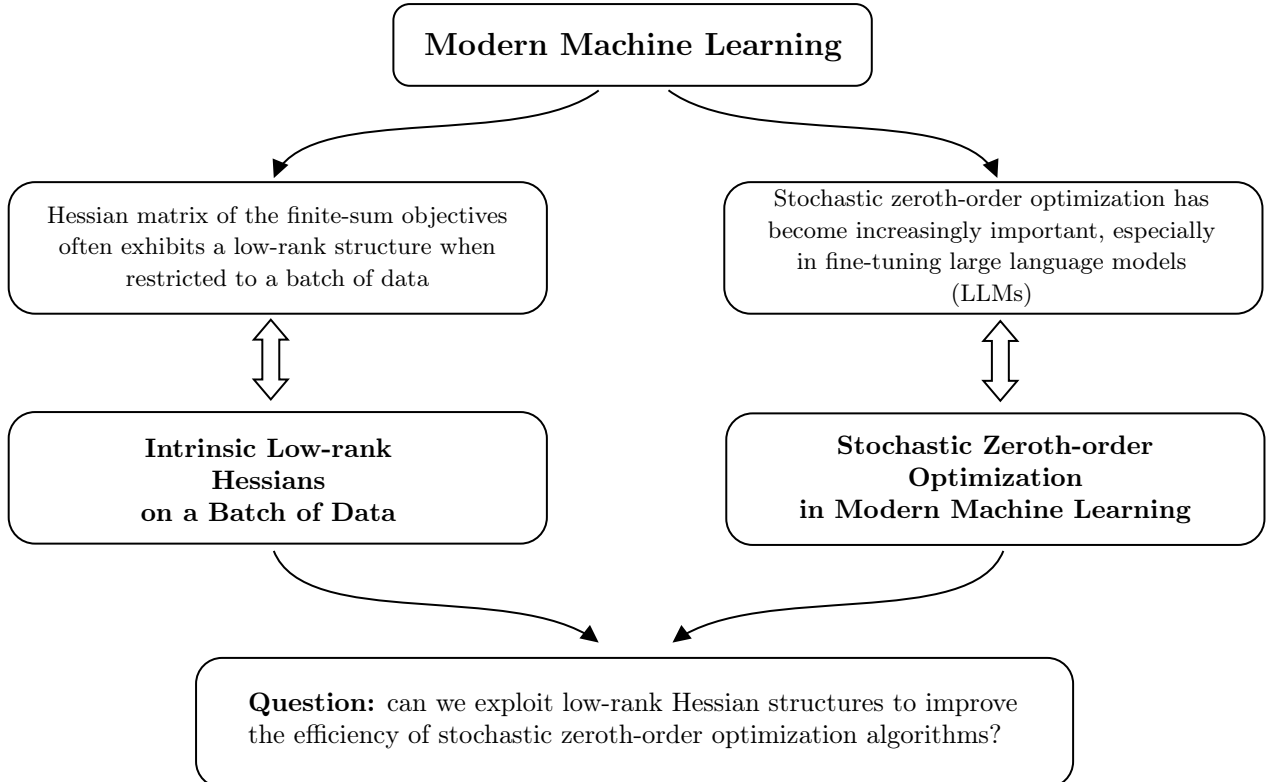 Modern Machine Learning
Hessian matrix of the finite-sum objectives
often exhibits a low-rank structure when
restricted to a batch of data
Stochastic zeroth-order optimization has
become increasingly important, especially
in fine-tuning large language models
(LLMs)
Intrinsic Low-rank
Hessians
on a Batch of Data
Stochastic Zeroth-order
Optimization
in Modern Machine Learning
Question: can we exploit low-rank Hessian structures to improve
the efficiency of stochastic zeroth-order optimization algorithms?